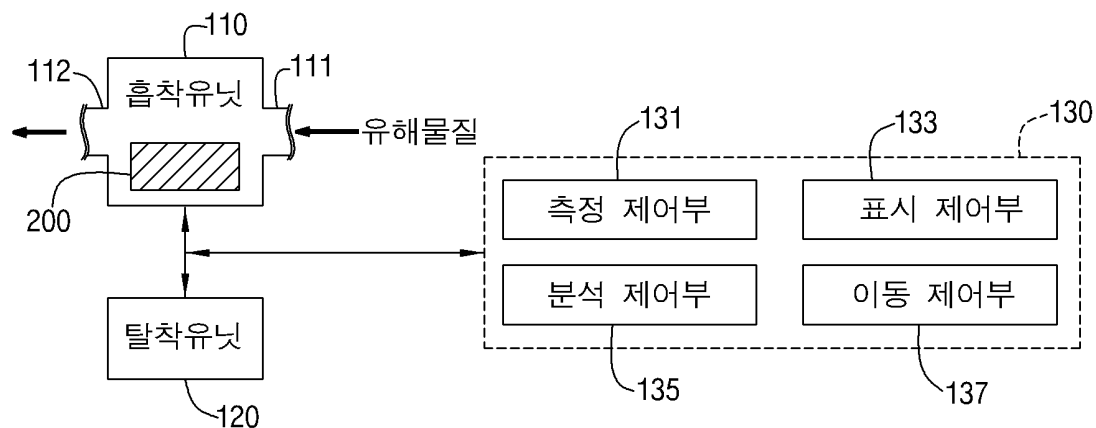 110
112
111
흡착유닛
유해물질
200
131
133
130
측정 제어부
표시 제어부
분석 제어부
이동 제어부
탈착유닛
120
135
137